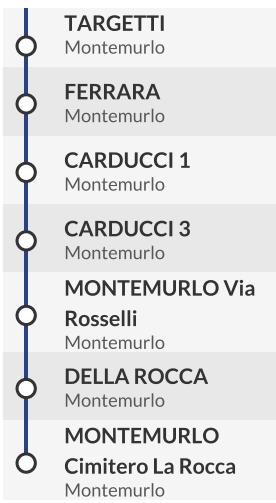 TARGETTI
Montemurlo
FERRARA
Montemurlo
CARDUCCI 1
Montemurlo
CARDUCCI 3
Montemurlo
MONTEMURLO Via
Rosselli
Montemurlo
DELLA ROCCA
Montemurlo
MONTEMURLO
Cimitero La Rocca
Montemurlo